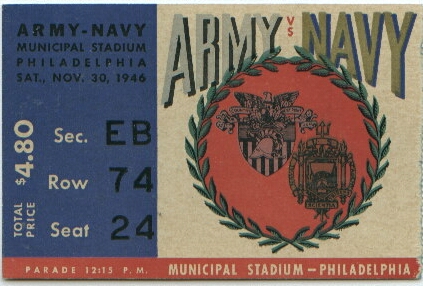 ARMY-NAVY
MUNICIPAL STADIUM
PHILADELPHIA
SAT., NOV. 30, 1946
TOTAL PRICE $4.80
Sec. EB
Row 74
Seat 24
PARADE 12:15 P. M.
ARMY VS NAVY
MUNICIPAL STADIUM—PHILADELPHIA